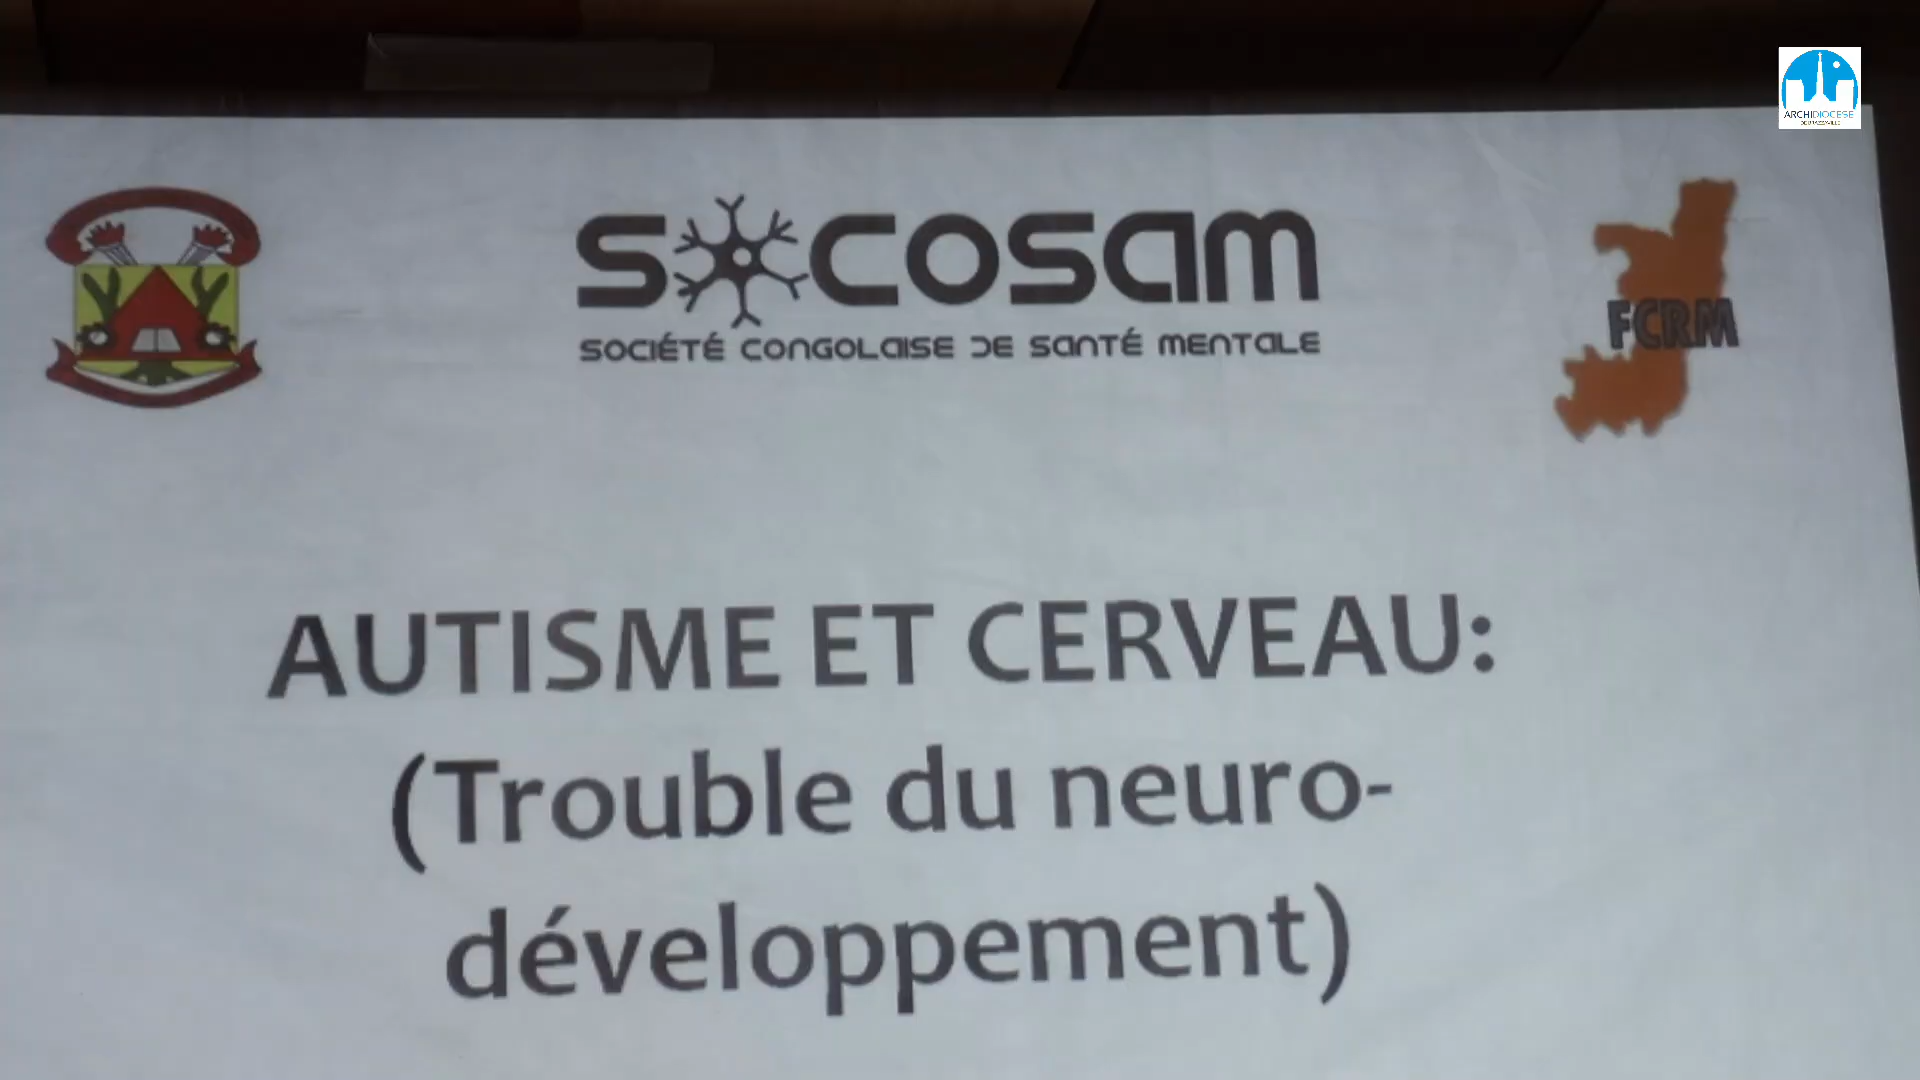 ARCHIDIOCESE
SOCOSAM
SOCIÉTÉ CONGOLAISE DE SANTÉ MENTALE
FCRM
AUTISME ET CERVEAU:
(Trouble du neuro-
développement)